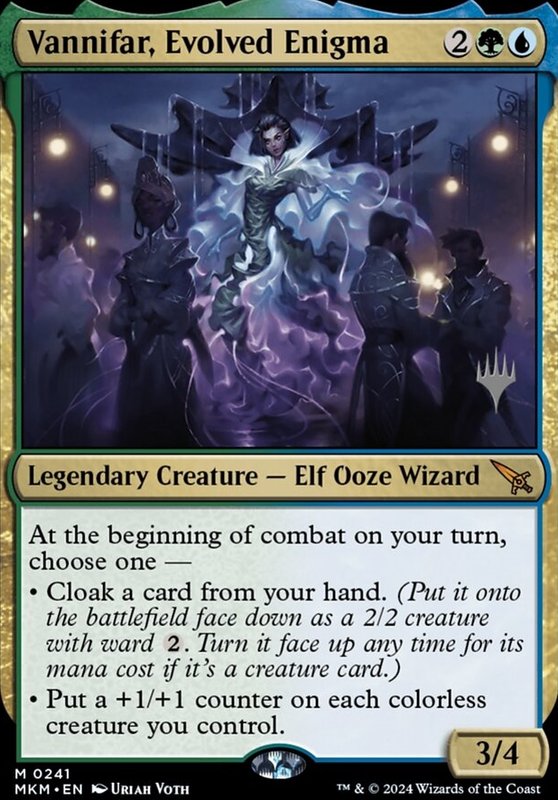 Vannifar, Evolved Enigma 2
Legendary Creature — Elf Ooze Wizard
At the beginning of combat on your turn,
choose one —
• Cloak a card from your hand. (Put it onto
the battlefield face down as a 2/2 creature
with ward 2. Turn it face up any time for its
mana cost if it's a creature card.)
• Put a +1/+1 counter on each colorless
creature you control.
3/4
M 0241
MKM • EN Uriah Voth
™ & © 2024 Wizards of the Coast